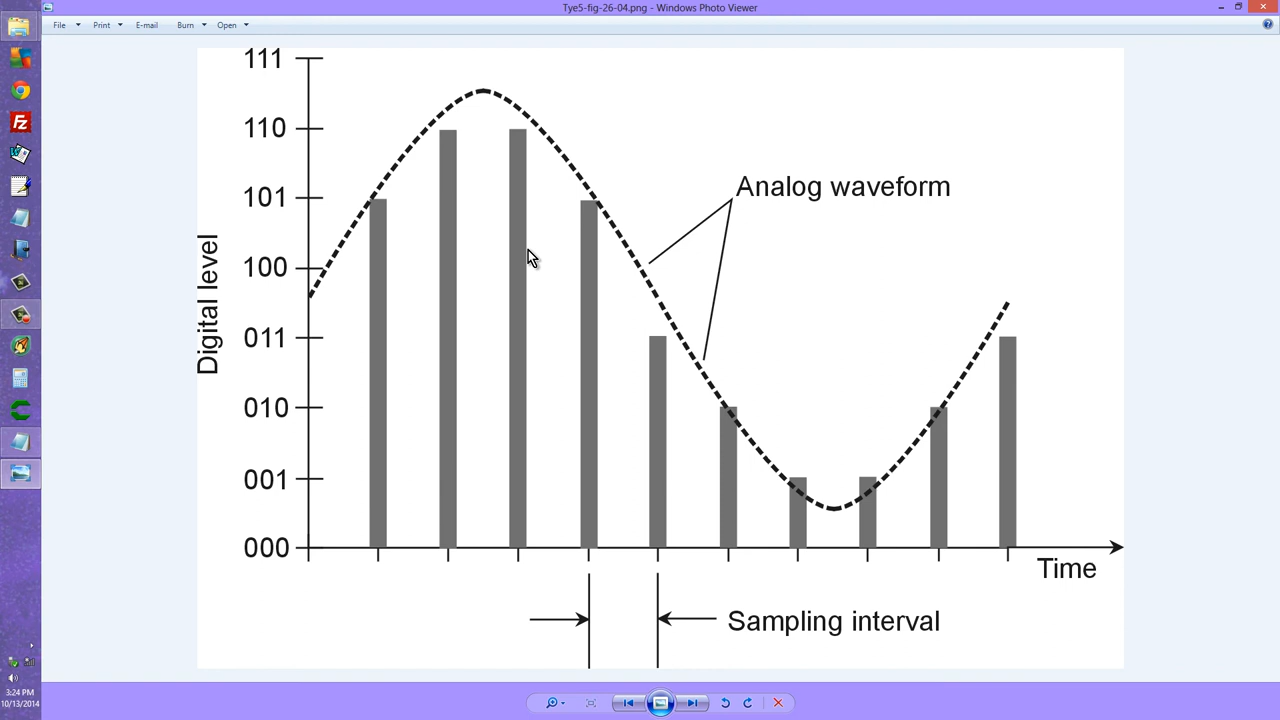 Tye5-fig-26-04.png - Windows Photo Viewer
File Print E-mail Burn Open
111
110
101
100
011
010
001
000
Digital level
Analog waveform
Time
Sampling interval
3:24 PM
10/13/2014
Fz